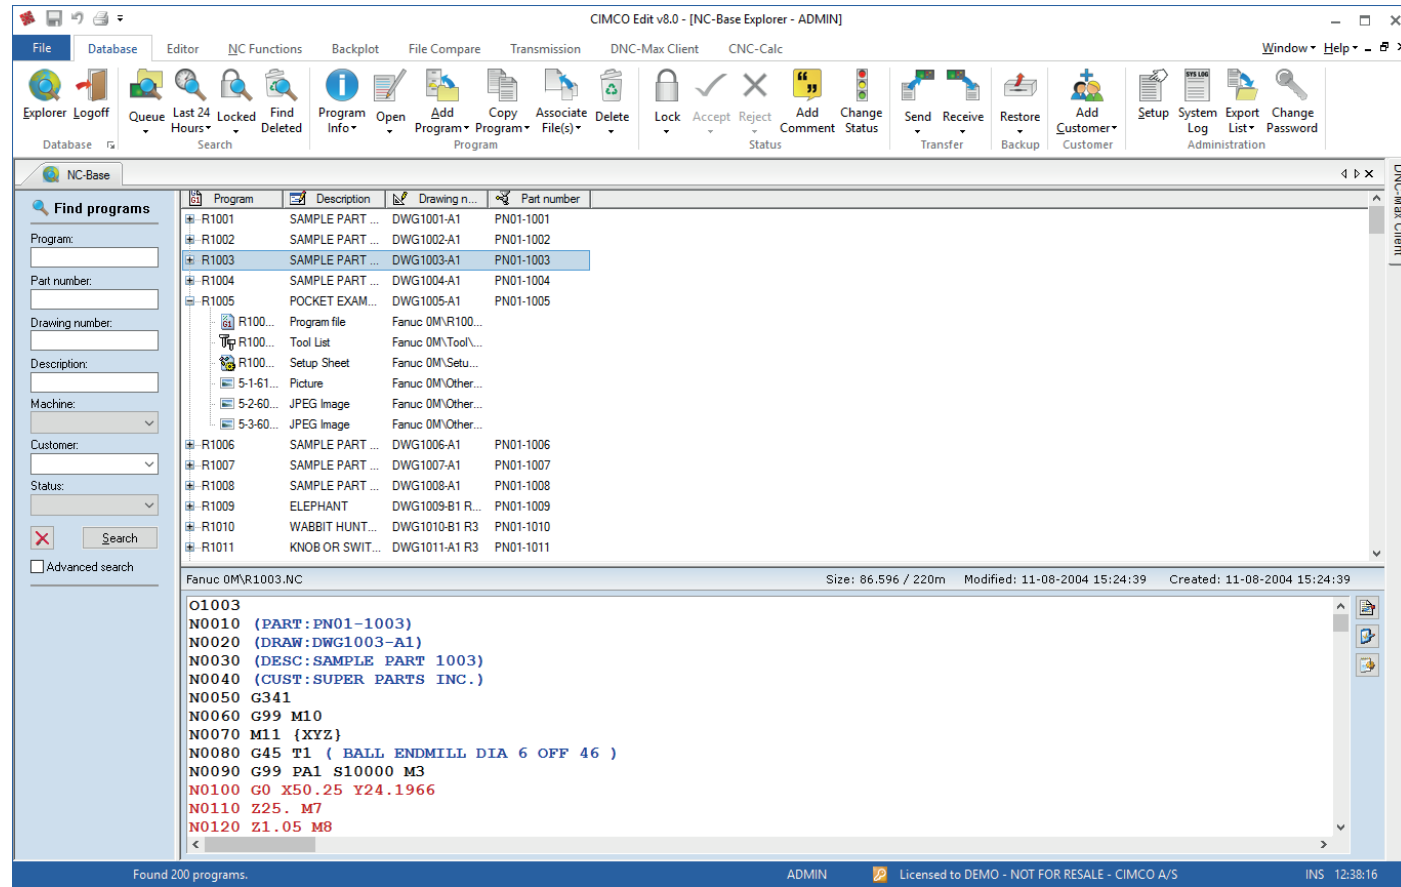 CIMCO Edit v8.0 - [NC-Base Explorer - ADMIN]
File Database Editor NC Functions Backplot File Compare Transmission DNC-Max Client CNC-Calc Window Help
Explorer Logoff Queue Last 24 Hours Locked Find Deleted Program Info Open Add Program Copy Program Associate File(s) Delete Lock Accept Reject Add Comment Change Status Send Receive Restore Add Customer Setup System Log Export List Change Password
Database Search Program Status Transfer Backup Customer Administration
NC-Base
DNC-Max Client
Find programs
Program:
Part number:
Drawing number:
Description:
Machine:
Customer:
Status:
Search
Advanced search
Program Description Drawing n... Part number
R1001 SAMPLE PART ... DWG1001-A1 PN01-1001
R1002 SAMPLE PART ... DWG1002-A1 PN01-1002
R1003 SAMPLE PART ... DWG1003-A1 PN01-1003
R1004 SAMPLE PART ... DWG1004-A1 PN01-1004
R1005 POCKET EXAM... DWG1005-A1 PN01-1005
R100... Program file Fanuc 0M\R100...
R100... Tool List Fanuc 0M\Tool\...
R100... Setup Sheet Fanuc 0M\Setu...
5-1-61... Picture Fanuc 0M\Other...
5-2-60... JPEG Image Fanuc 0M\Other...
5-3-60... JPEG Image Fanuc 0M\Other...
R1006 SAMPLE PART ... DWG1006-A1 PN01-1006
R1007 SAMPLE PART ... DWG1007-A1 PN01-1007
R1008 SAMPLE PART ... DWG1008-A1 PN01-1008
R1009 ELEPHANT DWG1009-B1 R... PN01-1009
R1010 WABBIT HUNT... DWG1010-B1 R3 PN01-1010
R1011 KNOB OR SWIT... DWG1011-A1 R3 PN01-1011
Fanuc 0M\R1003.NC Size: 86.596 / 220m Modified: 11-08-2004 15:24:39 Created: 11-08-2004 15:24:39
O1003
N0010 (PART:PN01-1003)
N0020 (DRAW:DWG1003-A1)
N0030 (DESC:SAMPLE PART 1003)
N0040 (CUST:SUPER PARTS INC.)
N0050 G341
N0060 G99 M10
N0070 M11 {XYZ}
N0080 G45 T1 ( BALL ENDMILL DIA 6 OFF 46 )
N0090 G99 PA1 S10000 M3
N0100 G0 X50.25 Y24.1966
N0110 Z25. M7
N0120 Z1.05 M8
Found 200 programs. ADMIN Licensed to DEMO - NOT FOR RESALE - CIMCO A/S INS 12:38:16